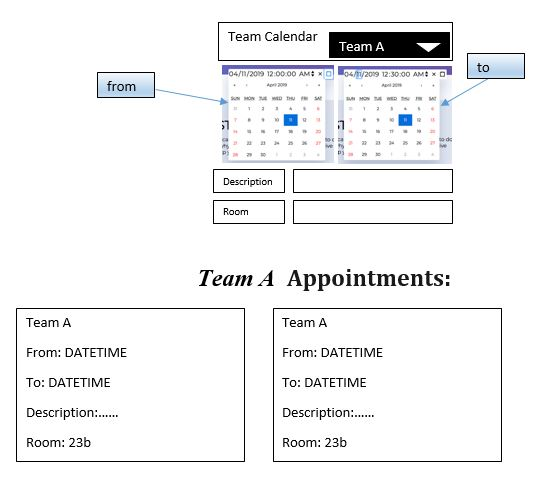 Team Calendar
Team A
to
from
04/11/2019 12:00:00 AM
04/11/2019 12:30:00 AM
April 2019
April 2019
SUN MON TUE WED THU FRI SAT
SUN MON TUE WED THU FRI SAT
31 1 2 3 4 5 6
31 1 2 3 4 5 6
7 8 9 10 11 12 13
7 8 9 10 11 12 13
14 15 16 17 18 19 20
14 15 16 17 18 19 20
21 22 23 24 25 26 27
21 22 23 24 25 26 27
28 29 30 1 2 3 4
28 29 30 1 2 3 4
Description
Room
Team A Appointments:
Team A
From: DATETIME
To: DATETIME
Description:......
Room: 23b
Team A
From: DATETIME
To: DATETIME
Description:......
Room: 23b